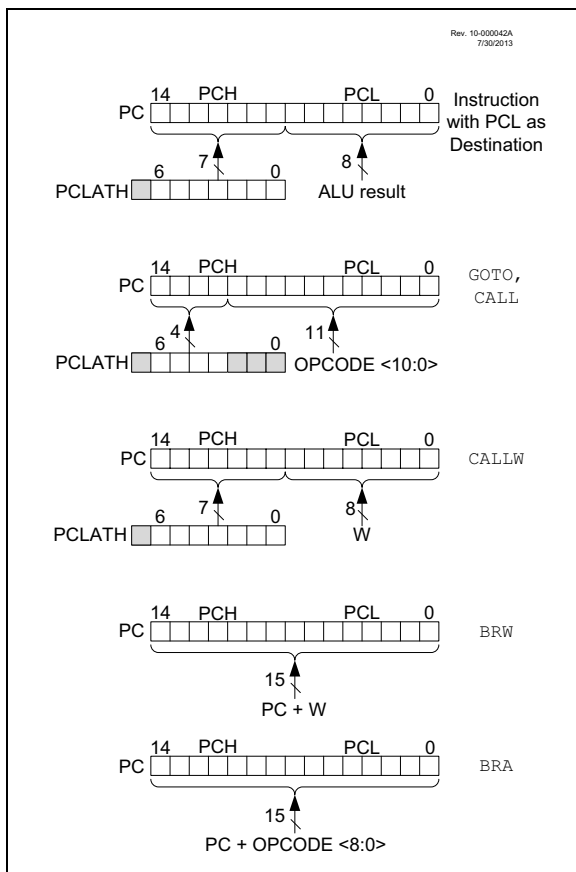 Rev. 10-000042A
7/30/2013
14 PCH PCL 0
PC
Instruction
with PCL as
Destination
7 8
6 0
PCLATH
ALU result
14 PCH PCL 0
PC
GOTO,
CALL
4 11
6 0
PCLATH
OPCODE <10:0>
14 PCH PCL 0
PC
CALLW
7 8
6 0
PCLATH
W
14 PCH PCL 0
PC
BRW
15
PC + W
14 PCH PCL 0
PC
BRA
15
PC + OPCODE <8:0>